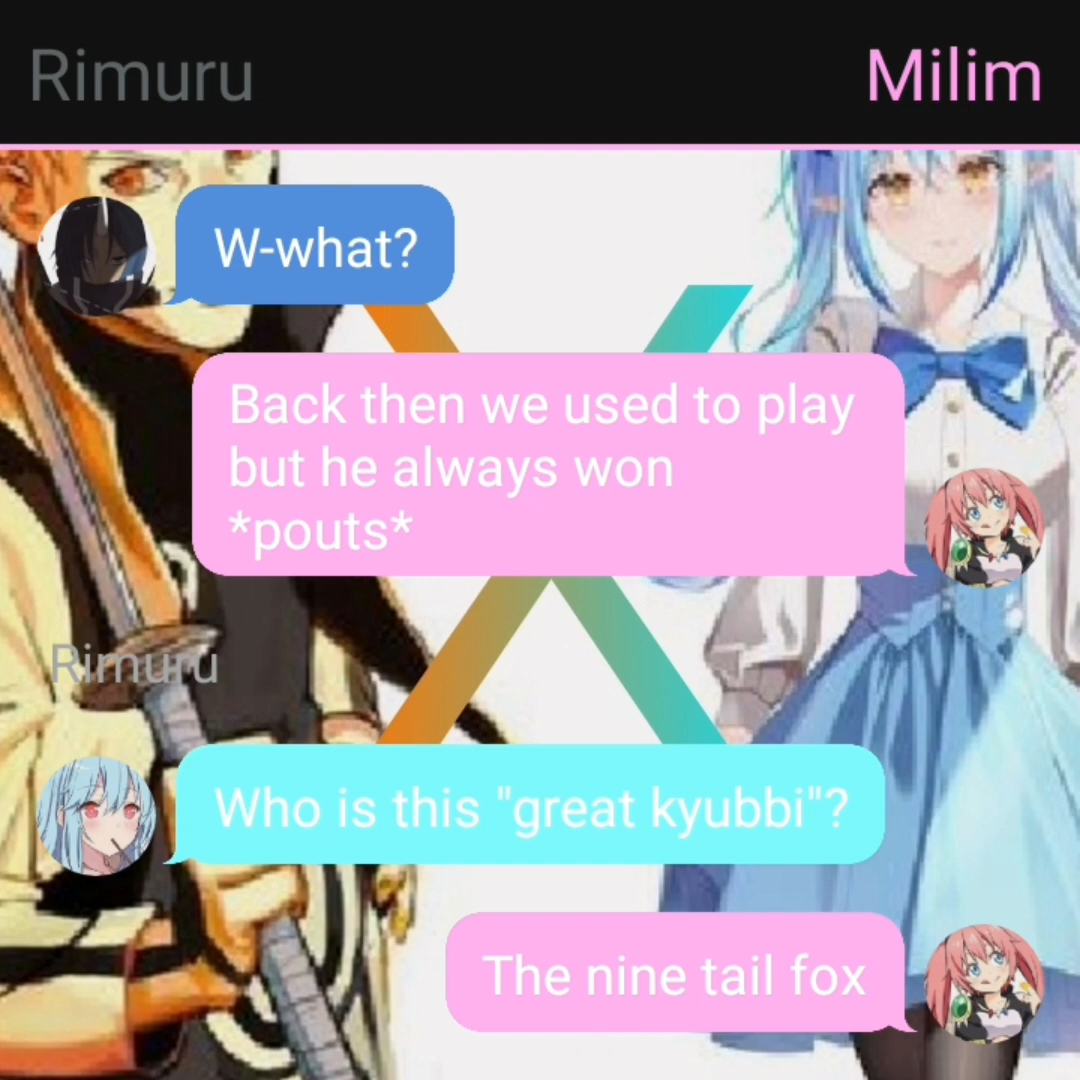 Rimuru
Milim
W-what?
Back then we used to play
but he always won
*pouts*
Rimuru
Who is this "great kyubbi"?
The nine tail fox